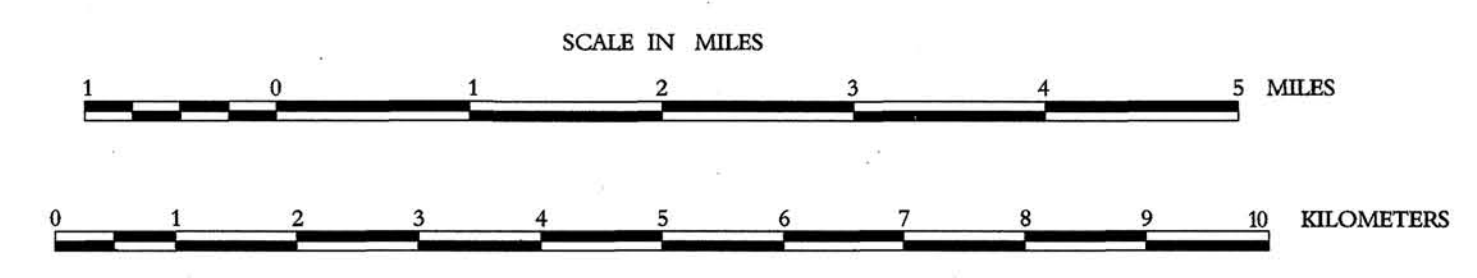 SCALE IN MILES
1 0 1 2 3 4 5 MILES
0 1 2 3 4 5 6 7 8 9 10 KILOMETERS